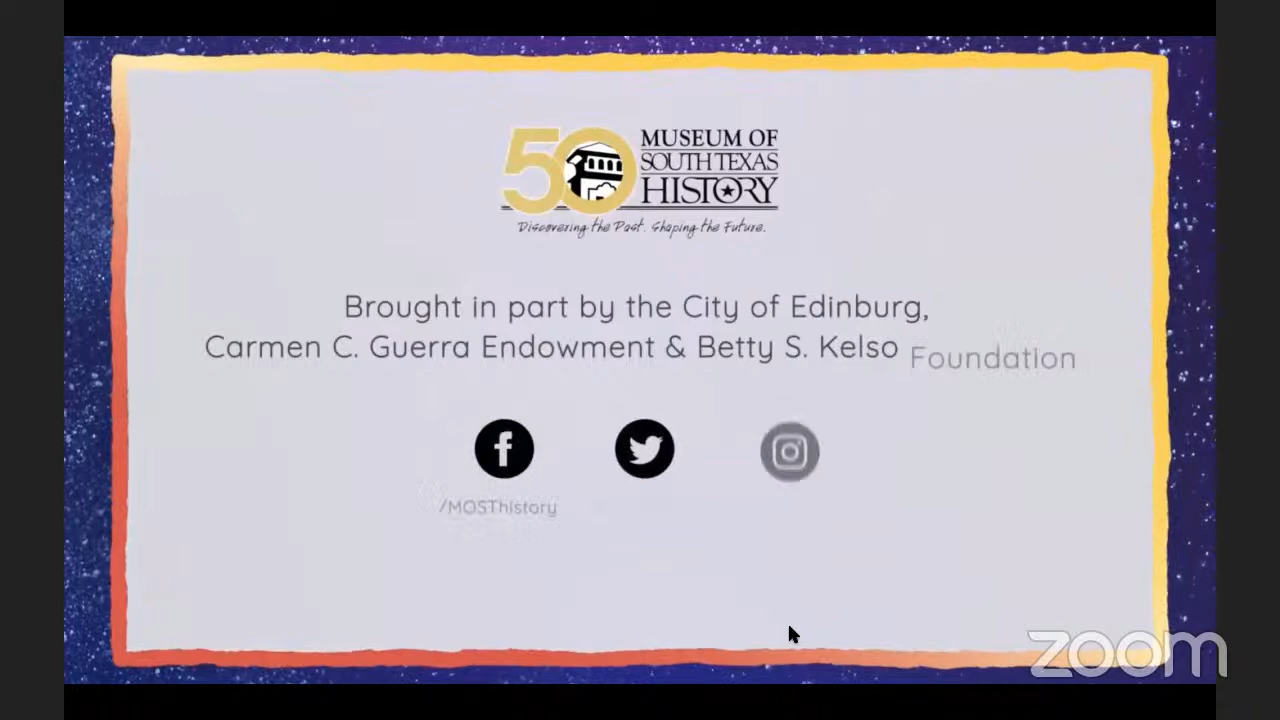 50
MUSEUM OF
SOUTH TEXAS
HISTORY
Discovering the Past. Shaping the Future.
Brought in part by the City of Edinburg,
Carmen C. Guerra Endowment & Betty S. Kelso Foundation
/MOSThistory
zoom